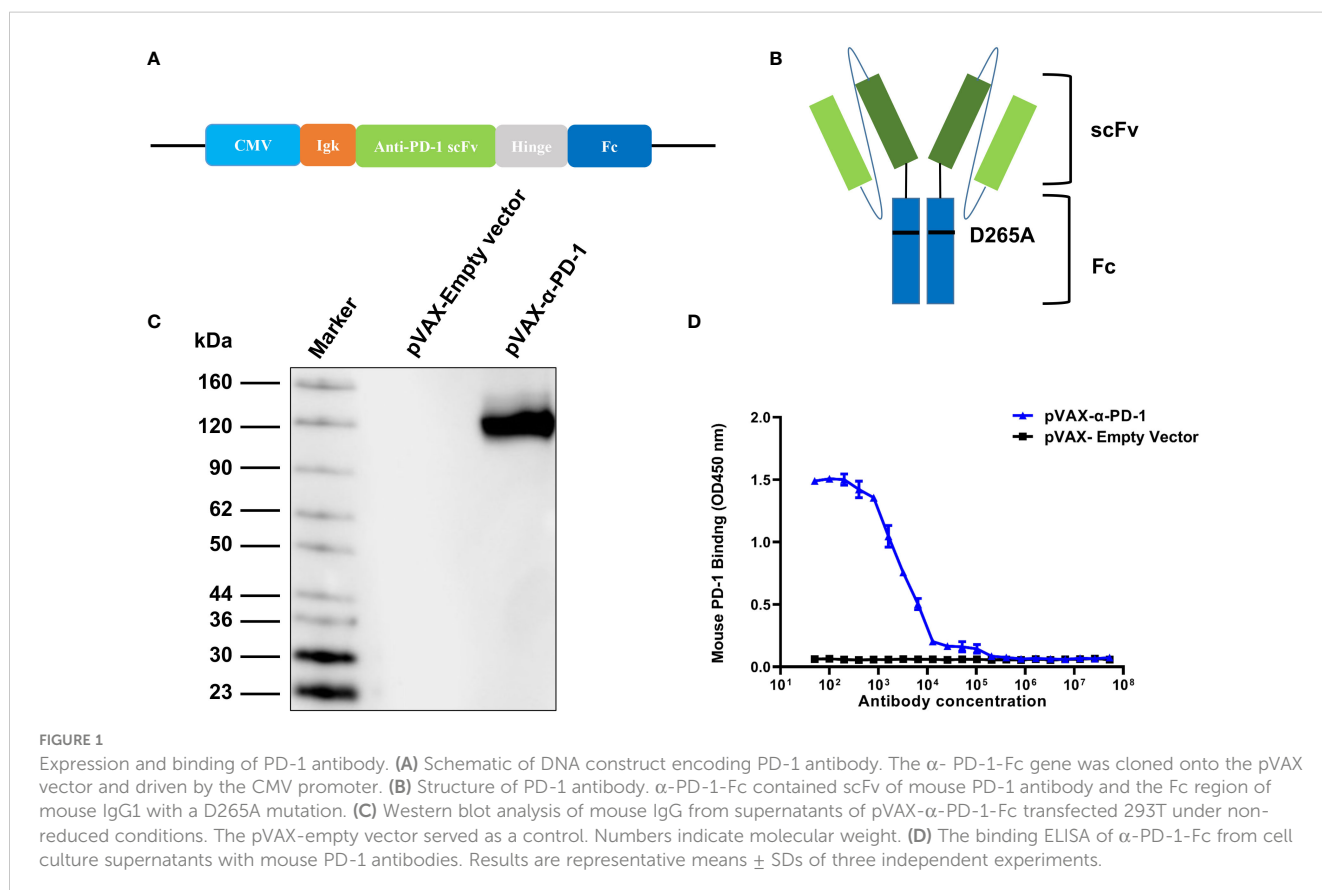 A
CMV
Igk
Anti-PD-1 scFv
Hinge
Fc
B
scFv
D265A
Fc
C
kDa
Marker
pVAX-Empty vector
pVAX-α-PD-1
160
120
90
62
50
44
36
30
23
D
pVAX-α-PD-1
pVAX- Empty Vector
Mouse PD-1 Bindng (OD450 nm)
2.0
1.5
1.0
0.5
0.0
10¹ 10² 10³ 10⁴ 10⁵ 10⁶ 10⁷ 10⁸
Antibody concentration
FIGURE 1
Expression and binding of PD-1 antibody. (A) Schematic of DNA construct encoding PD-1 antibody. The α- PD-1-Fc gene was cloned onto the pVAX
vector and driven by the CMV promoter. (B) Structure of PD-1 antibody. α-PD-1-Fc contained scFv of mouse PD-1 antibody and the Fc region of
mouse IgG1 with a D265A mutation. (C) Western blot analysis of mouse IgG from supernatants of pVAX-α-PD-1-Fc transfected 293T under non-
reduced conditions. The pVAX-empty vector served as a control. Numbers indicate molecular weight. (D) The binding ELISA of α-PD-1-Fc from cell
culture supernatants with mouse PD-1 antibodies. Results are representative means ± SDs of three independent experiments.